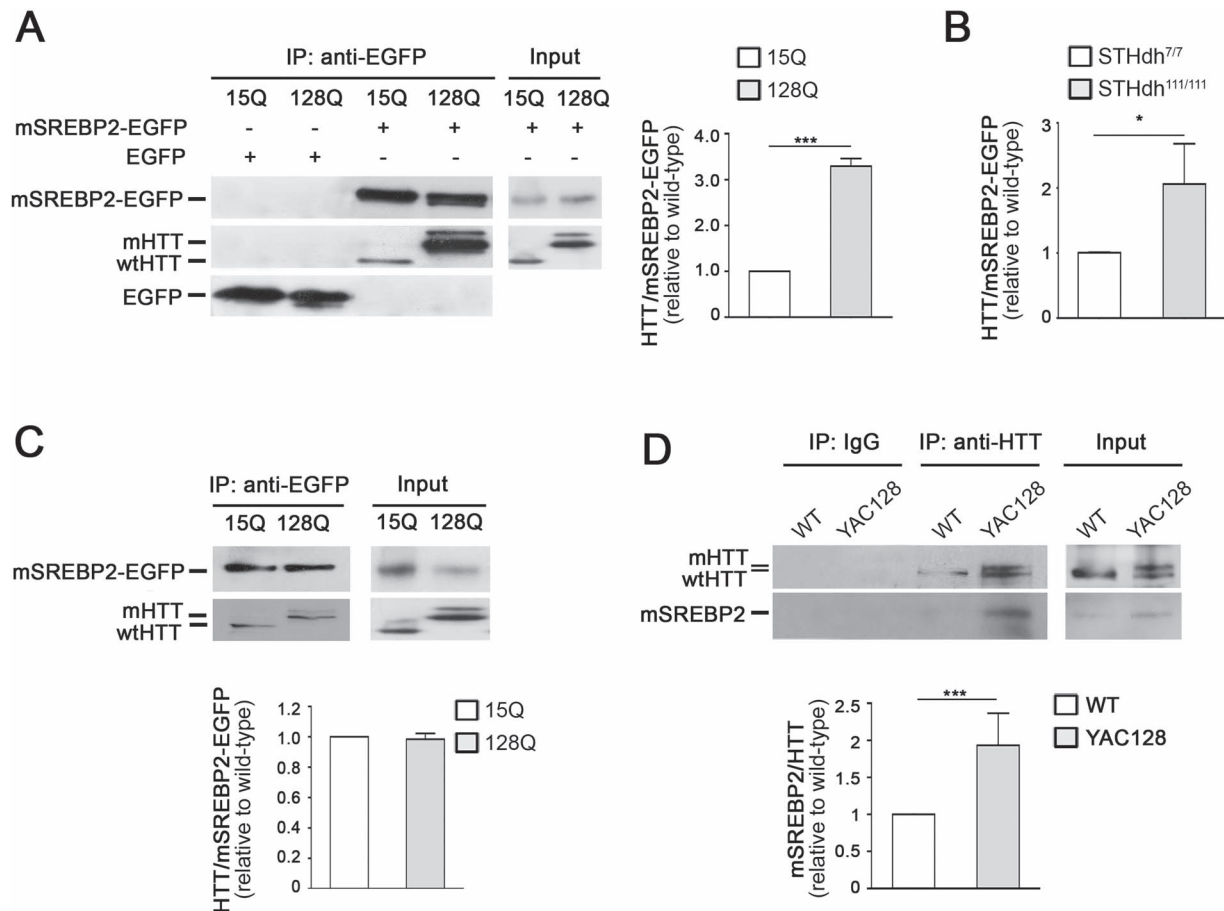 A
IP: anti-EGFP
Input
15Q 128Q 15Q 128Q
15Q 128Q
mSREBP2-EGFP - - + +
+ +
EGFP + + - -
- -
mSREBP2-EGFP
mHTT
wtHTT
EGFP
15Q
128Q
HTT/mSREBP2-EGFP
(relative to wild-type)
4.0
3.0
2.0
1.0
0
***
B
STHdh7/7
STHdh111/111
HTT/mSREBP2-EGFP
(relative to wild-type)
3
2
1
0
*
C
IP: anti-EGFP
Input
15Q 128Q
15Q 128Q
mSREBP2-EGFP
mHTT
wtHTT
HTT/mSREBP2-EGFP
(relative to wild-type)
1.2
1.0
0.8
0.6
0.4
0.2
0
15Q
128Q
D
IP: IgG
IP: anti-HTT
Input
WT YAC128
WT YAC128
WT YAC128
mHTT
wtHTT
mSREBP2
mSREBP2/HTT
(relative to wild-type)
2.5
2
1.5
1
0.5
0
***
WT
YAC128